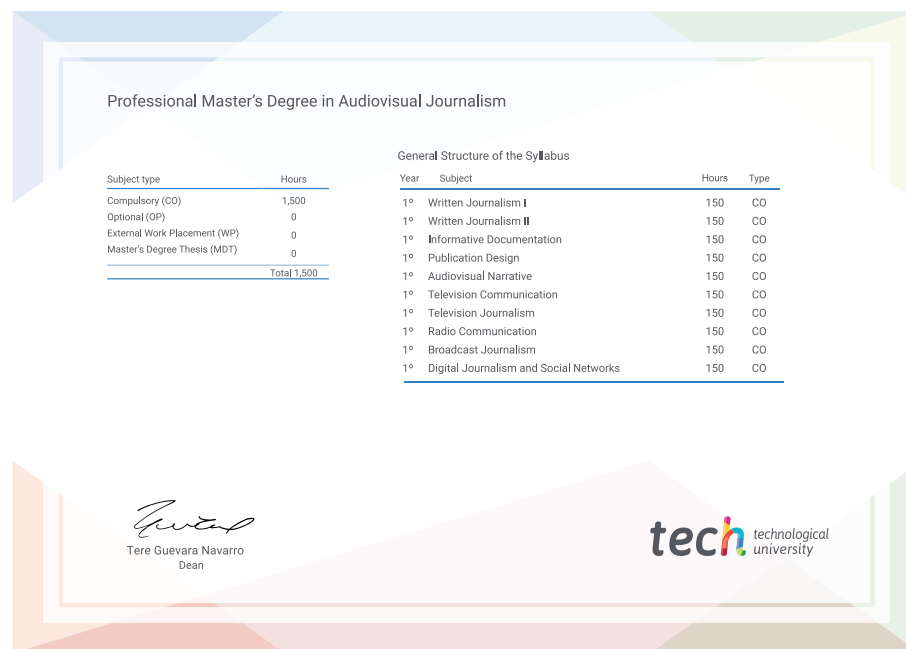 Professional Master's Degree in Audiovisual Journalism
Subject type Hours
Compulsory (CO) 1,500
Optional (OP) 0
External Work Placement (WP) 0
Master's Degree Thesis (MDT) 0
Total 1,500
General Structure of the Syllabus
Year Subject Hours Type
1º Written Journalism I 150 CO
1º Written Journalism II 150 CO
1º Informative Documentation 150 CO
1º Publication Design 150 CO
1º Audiovisual Narrative 150 CO
1º Television Communication 150 CO
1º Television Journalism 150 CO
1º Radio Communication 150 CO
1º Broadcast Journalism 150 CO
1º Digital Journalism and Social Networks 150 CO
Tere Guevara Navarro
Dean
tech technological
university